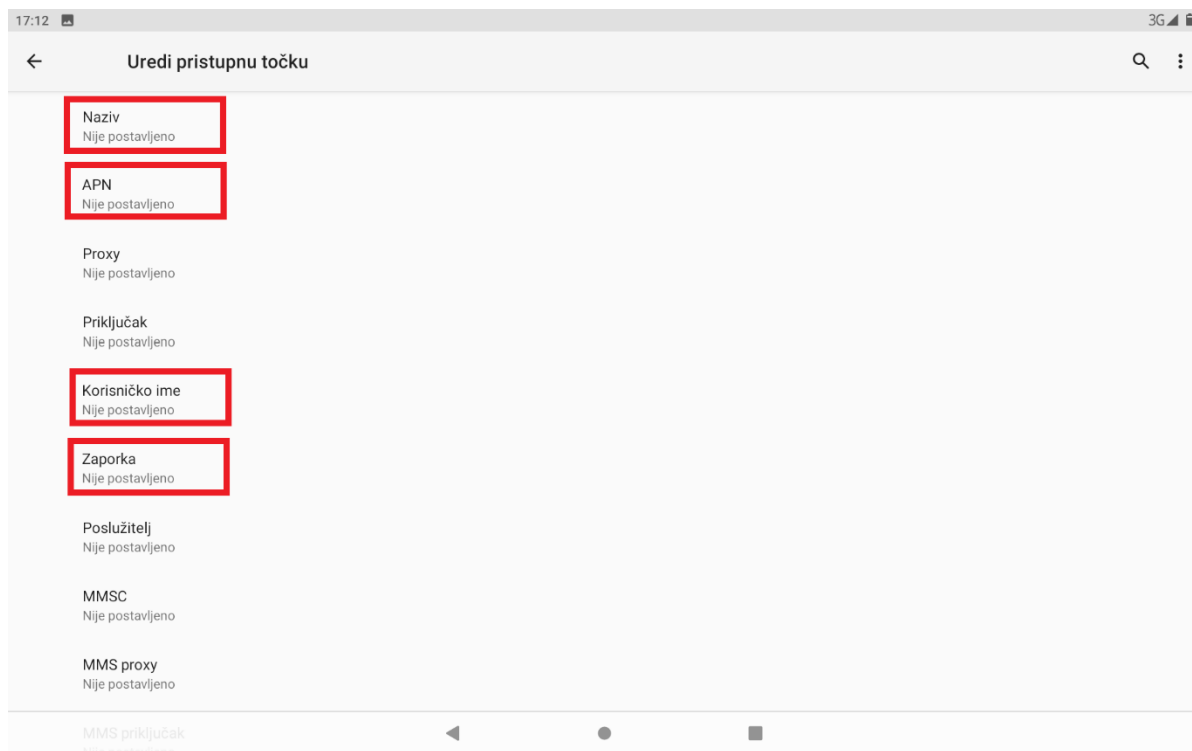 17:12
3G
Uredi pristupnu točku
Naziv
Nije postavljeno
APN
Nije postavljeno
Proxy
Nije postavljeno
Priključak
Nije postavljeno
Korisničko ime
Nije postavljeno
Zaporka
Nije postavljeno
Poslužitelj
Nije postavljeno
MMSC
Nije postavljeno
MMS proxy
Nije postavljeno
MMS priključak